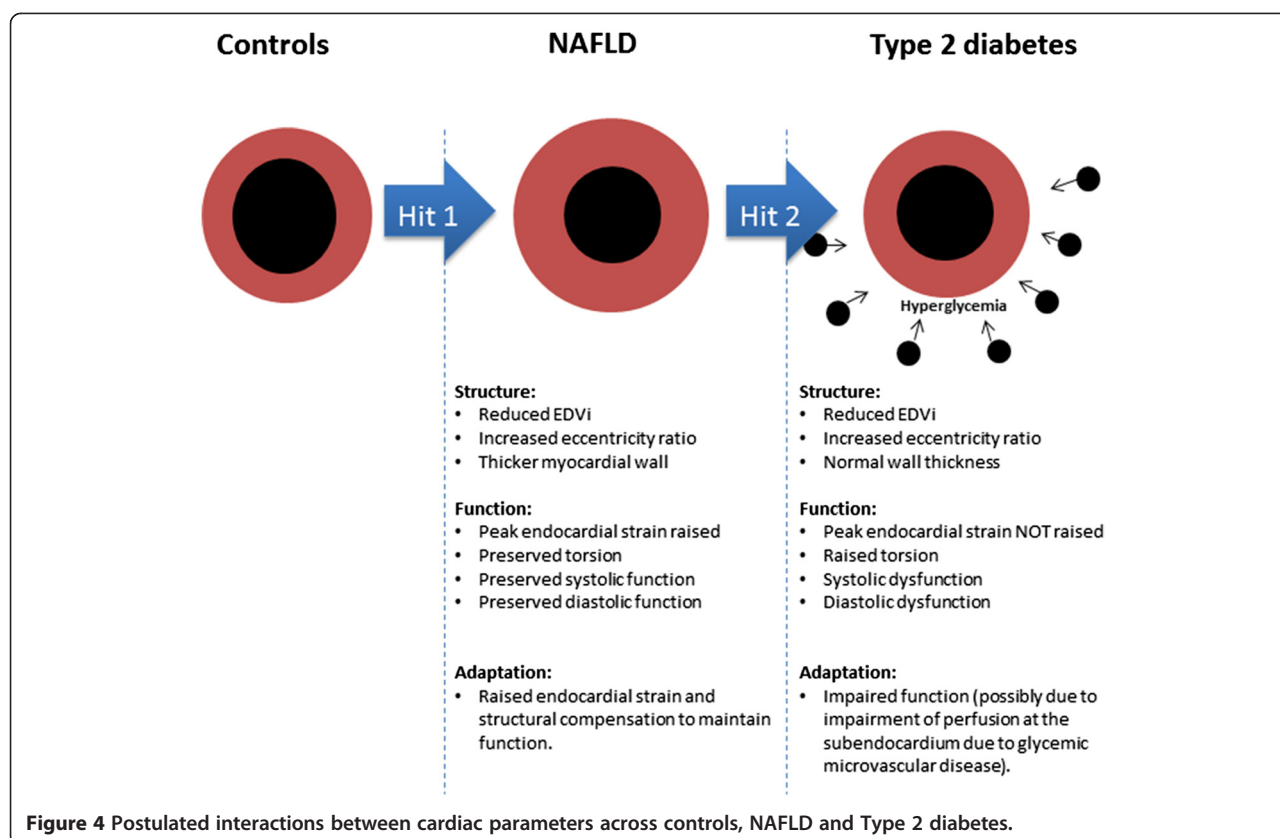 Controls
NAFLD
Type 2 diabetes
Hit 1
Hit 2
Hyperglycemia
Structure:
• Reduced EDVi
• Increased eccentricity ratio
• Thicker myocardial wall
Function:
• Peak endocardial strain raised
• Preserved torsion
• Preserved systolic function
• Preserved diastolic function
Adaptation:
• Raised endocardial strain and
structural compensation to maintain
function.
Structure:
• Reduced EDVi
• Increased eccentricity ratio
• Normal wall thickness
Function:
• Peak endocardial strain NOT raised
• Raised torsion
• Systolic dysfunction
• Diastolic dysfunction
Adaptation:
• Impaired function (possibly due to
impairment of perfusion at the
subendocardium due to glycemic
microvascular disease).
Figure 4 Postulated interactions between cardiac parameters across controls, NAFLD and Type 2 diabetes.